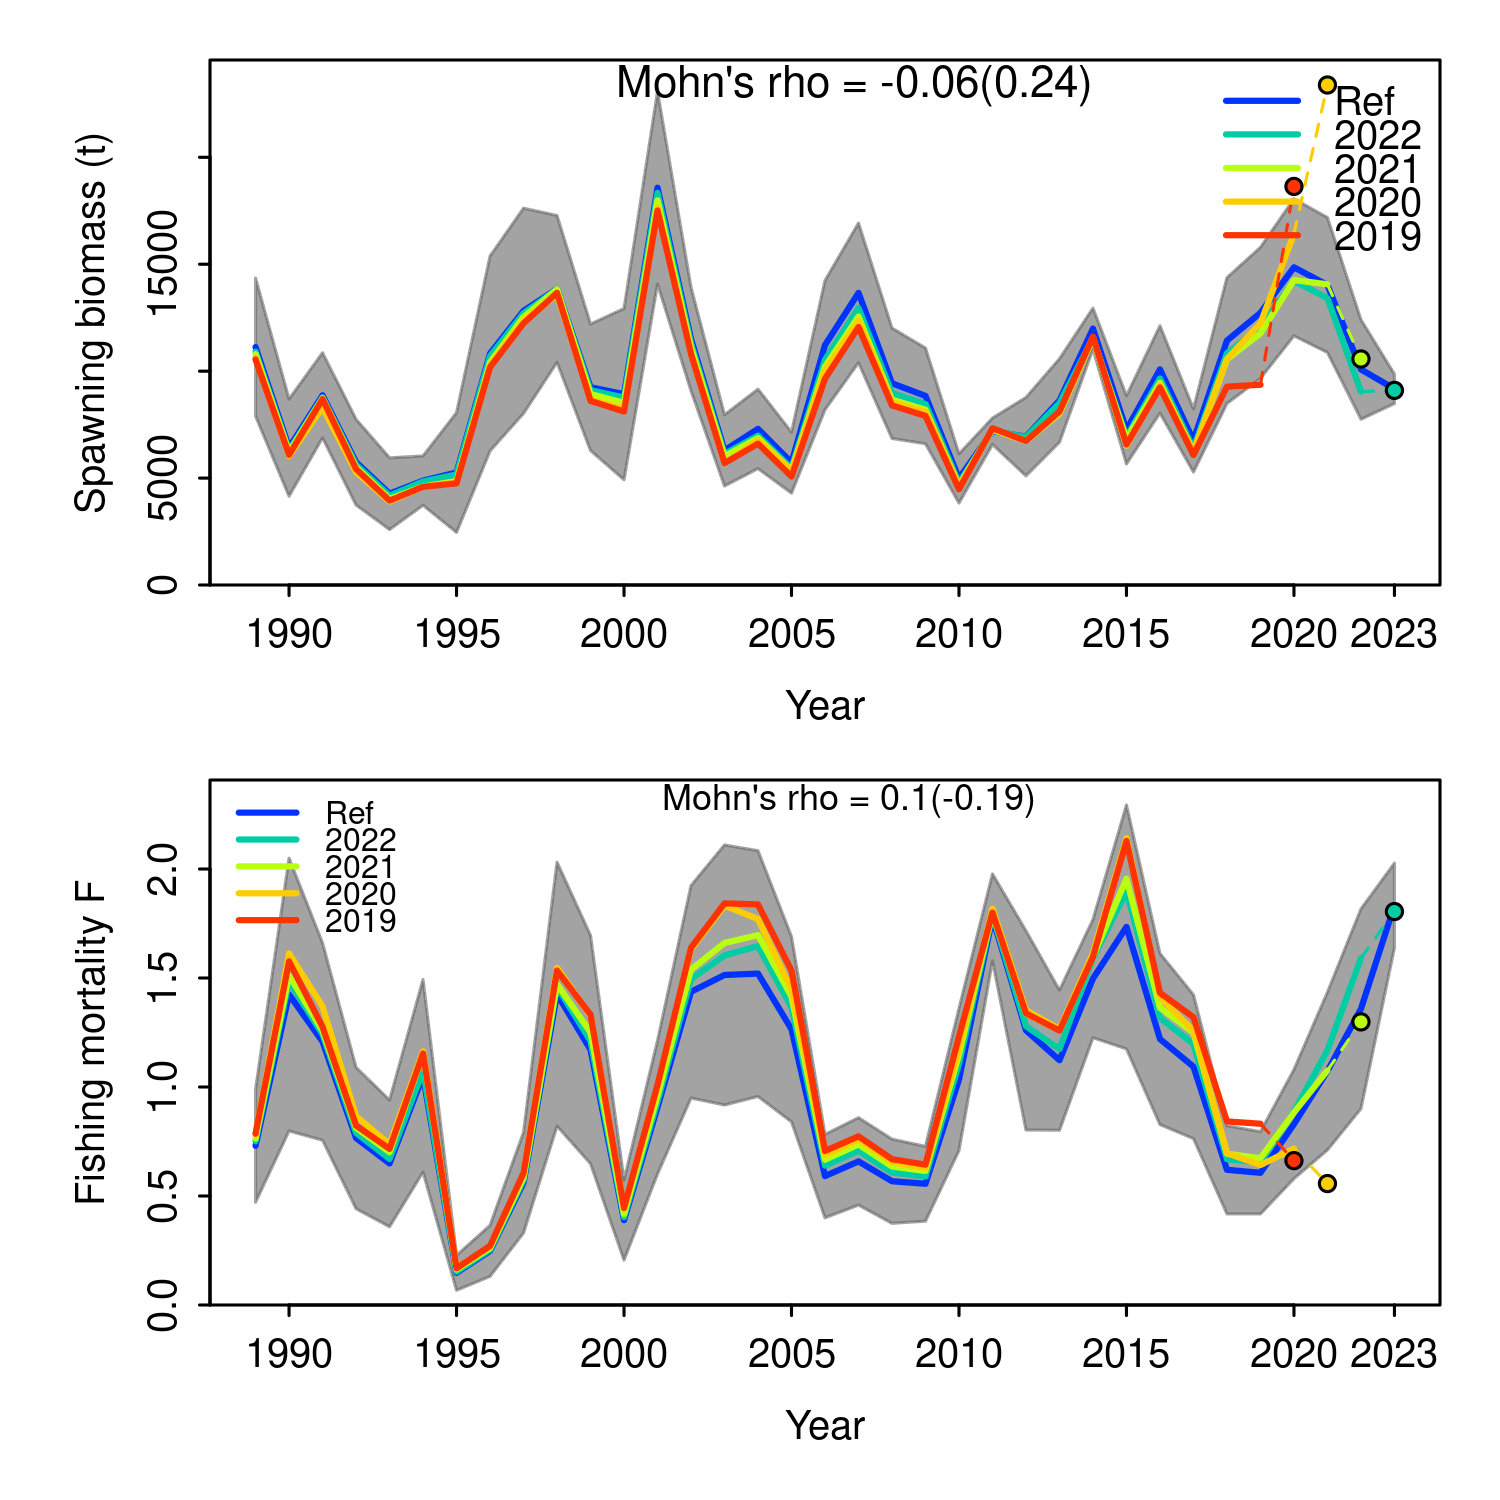 Mohn's rho = -0.06(0.24)
Ref
2022
2021
2020
2019
Spawning biomass (t)
0
5000
15000
1990 1995 2000 2005 2010 2015 2020 2023
Year
Mohn's rho = 0.1(-0.19)
Ref
2022
2021
2020
2019
Fishing mortality F
0.0
0.5
1.0
1.5
2.0
1990 1995 2000 2005 2010 2015 2020 2023
Year